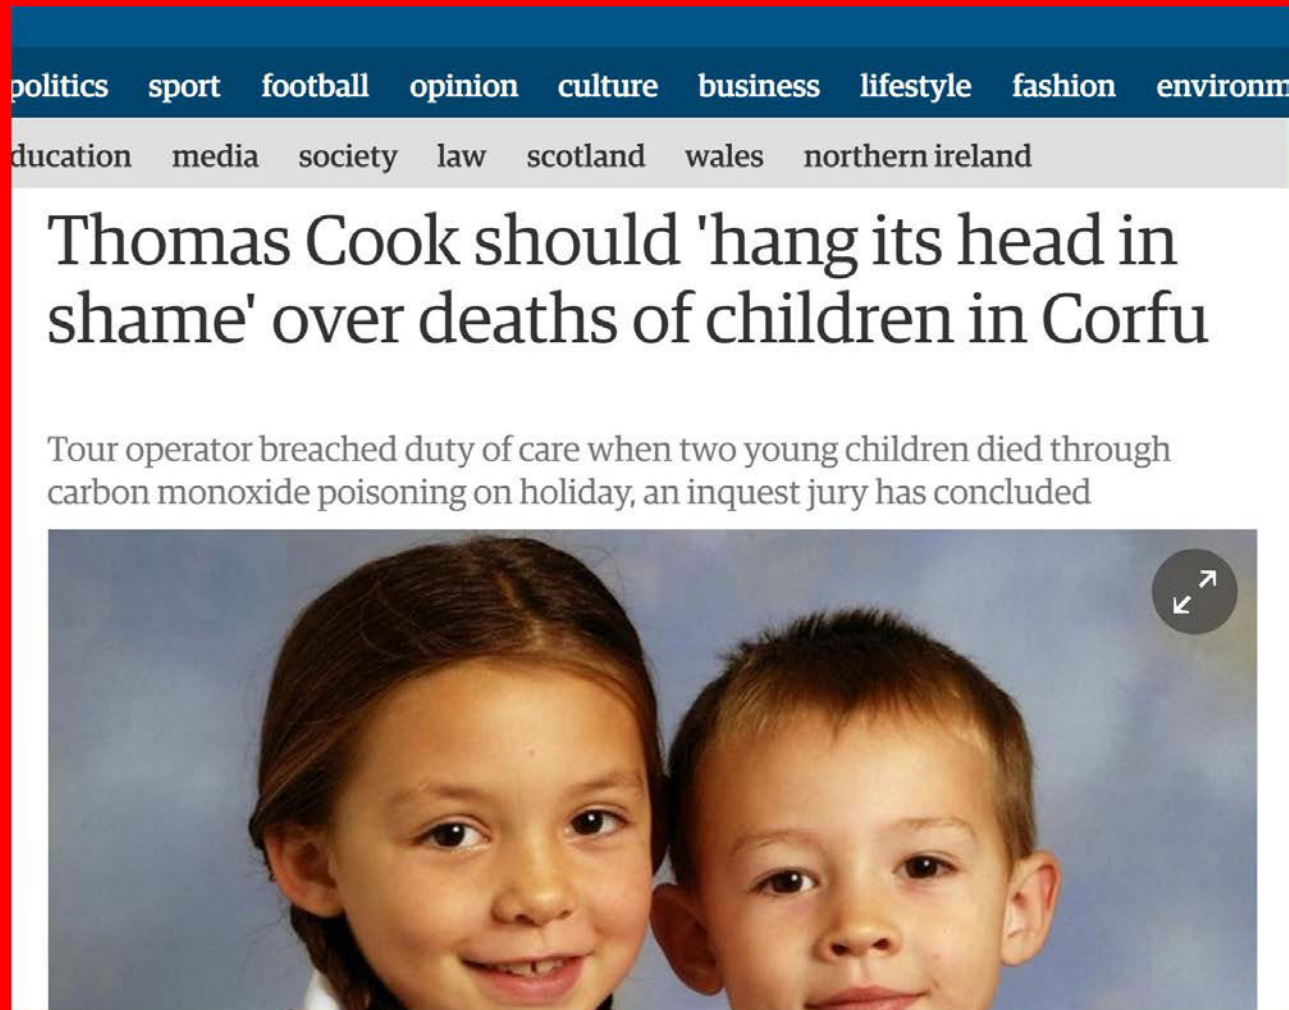 politics sport football opinion culture business lifestyle fashion environm
ducation media society law scotland wales northern ireland
Thomas Cook should 'hang its head in
shame' over deaths of children in Corfu
Tour operator breached duty of care when two young children died through
carbon monoxide poisoning on holiday, an inquest jury has concluded